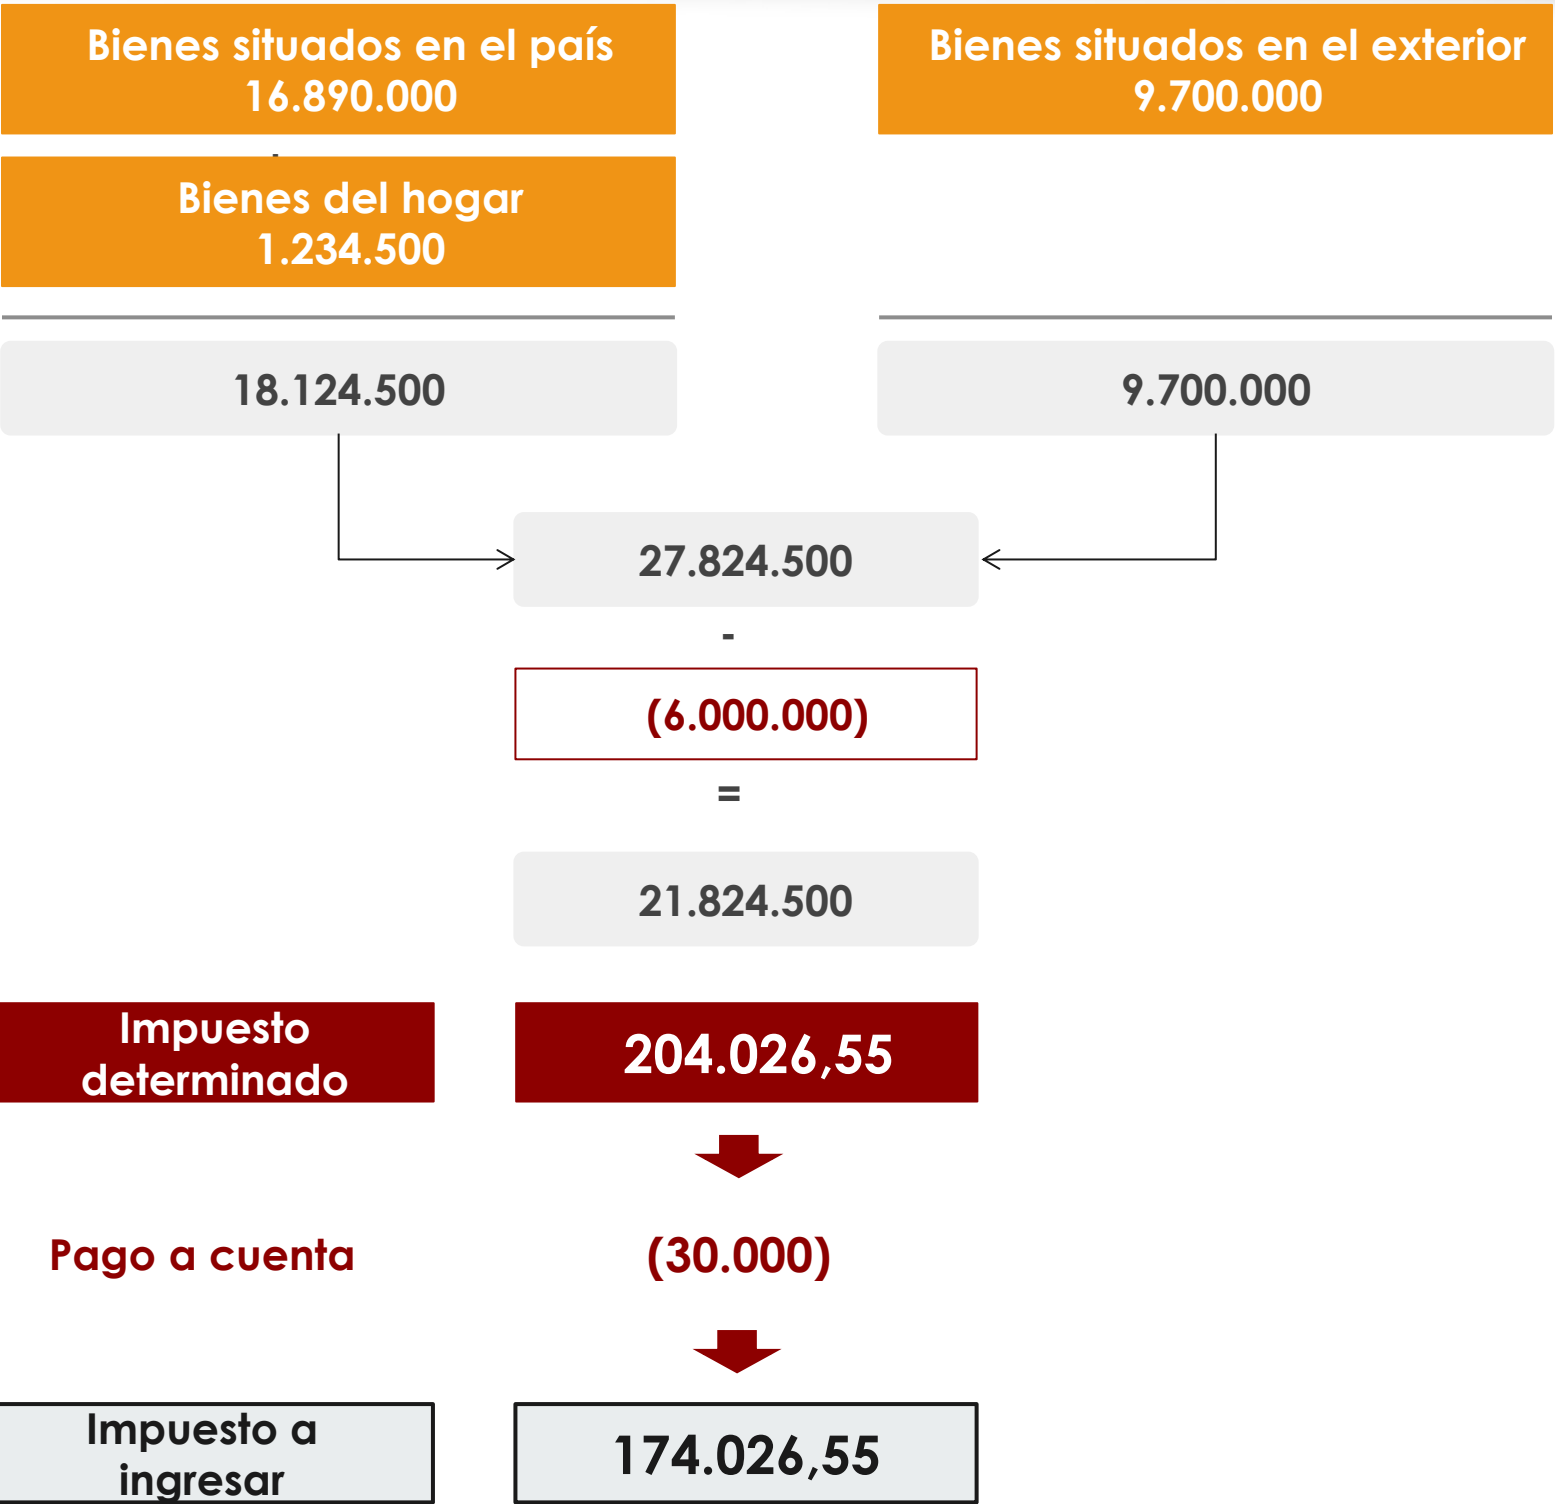 Bienes situados en el país
16.890.000
Bienes situados en el exterior
9.700.000
Bienes del hogar
1.234.500
18.124.500
9.700.000
27.824.500
-
(6.000.000)
=
21.824.500
Impuesto
determinado
204.026,55
Pago a cuenta
(30.000)
Impuesto a
ingresar
174.026,55